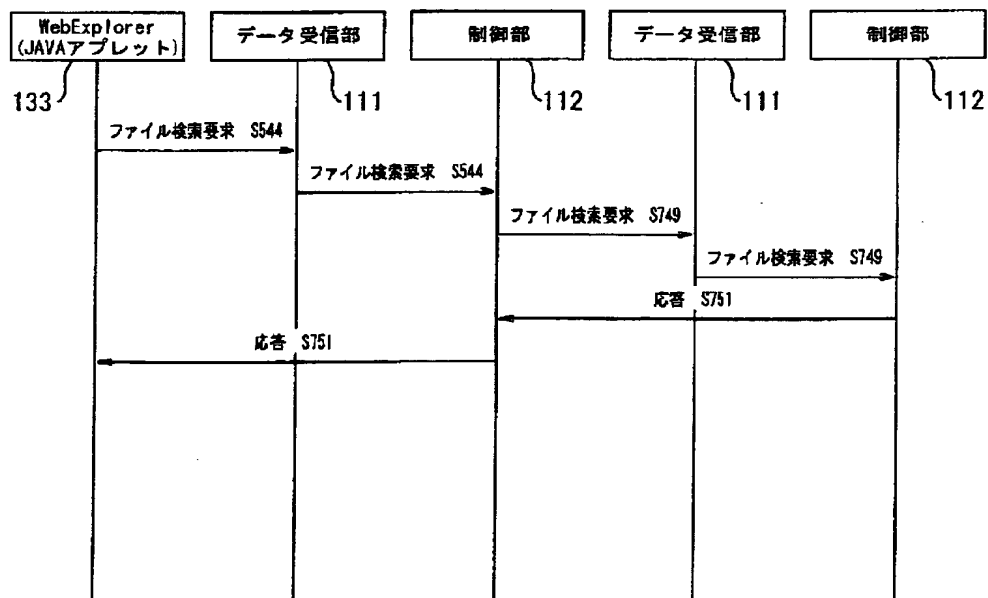 WebExplorer
(JAVAアプレット)
データ受信部
制御部
データ受信部
制御部
133
111
112
111
112
ファイル検索要求 S544
ファイル検索要求 S544
ファイル検索要求 S749
ファイル検索要求 S749
応答 S751
応答 S751